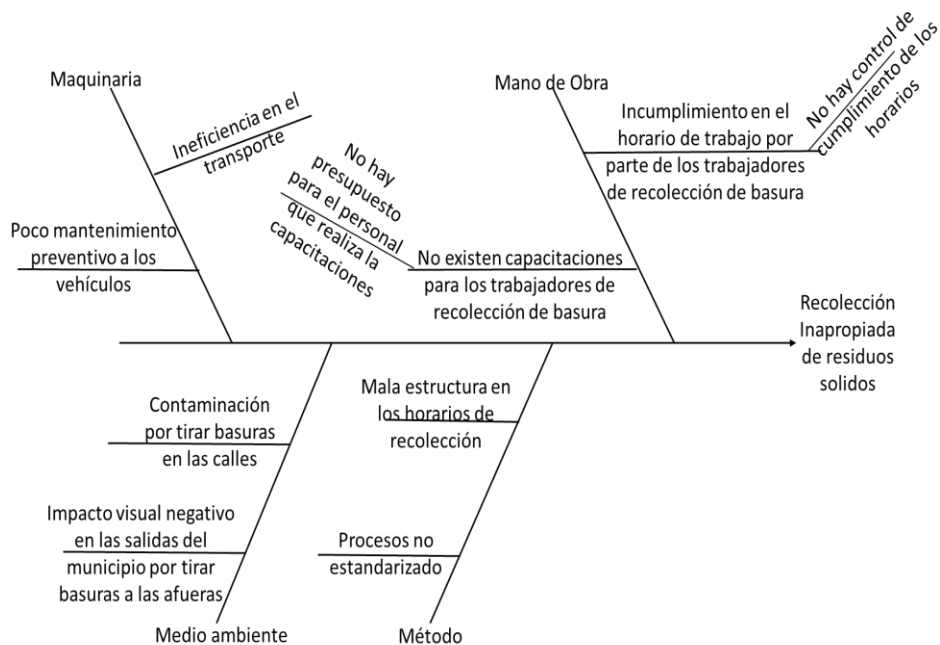 Maquinaria
Ineficiencia en el
transporte
Poco mantenimiento
preventivo a los
vehículos
Mano de Obra
Incumplimiento en el
horario de trabajo por
parte de los trabajadores
de recolección de basura
No hay control de
cumplimiento de los
horarios
No hay
presupuesto
para el personal
que realiza la
capacitaciones
No existen capacitaciones
para los trabajadores de
recolección de basura
Recolección
Inapropiada
de residuos
solidos
Contaminación
por tirar basuras
en las calles
Impacto visual negativo
en las salidas del
municipio por tirar
basuras a las afueras
Medio ambiente
Mala estructura en
los horarios de
recolección
Procesos no
estandarizado
Método